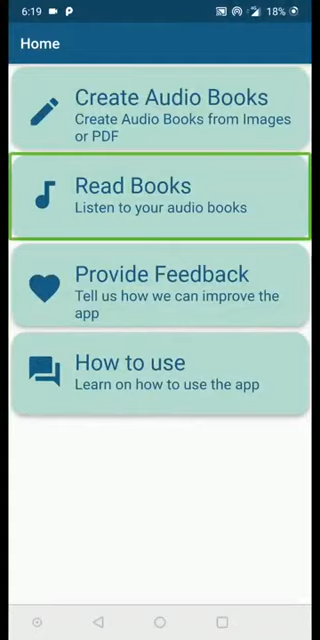 6:19
18%
Home
Create Audio Books
Create Audio Books from Images
or PDF
Read Books
Listen to your audio books
Provide Feedback
Tell us how we can improve the
app
How to use
Learn on how to use the app